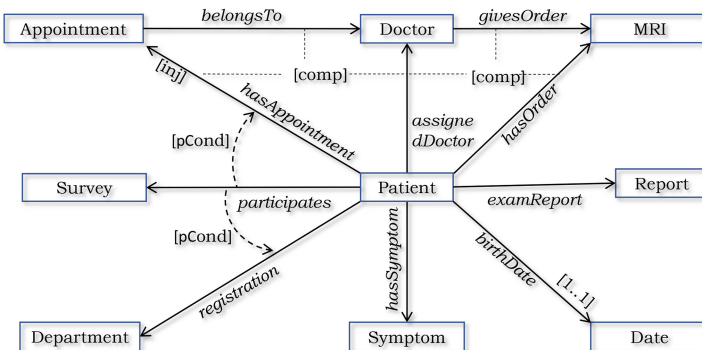 belongsTo
givesOrder
Appointment
Doctor
MRI
[inj]
[comp]
[comp]
hasAppointment
hasOrder
assigne
dDoctor
[pCond]
Survey
participates
Patient
examReport
Report
[pCond]
registration
hasSymptom
birthDate
[1..1]
Department
Symptom
Date